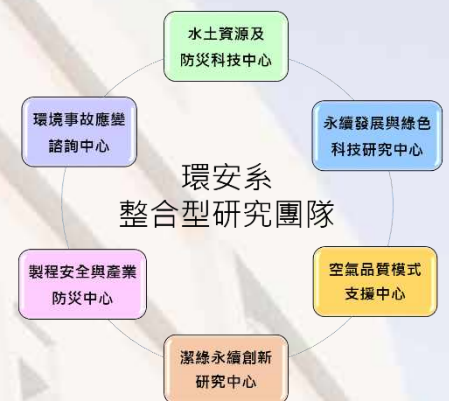 水土資源及
防災科技中心
環境事故應變
諮詢中心
永續發展與綠色
科技研究中心
環安系
整合型研究團隊
製程安全與產業
防災中心
空氣品質模式
支援中心
潔綠永續創新
研究中心